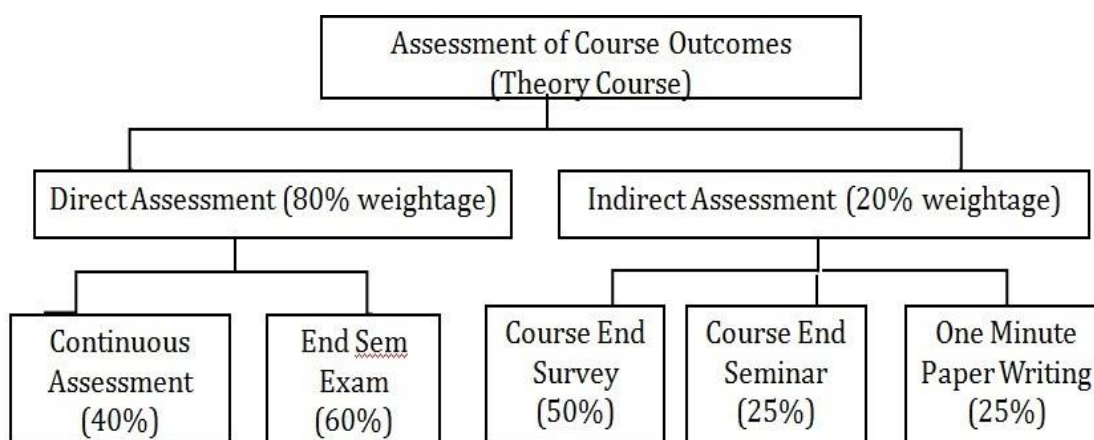 Assessment of Course Outcomes
(Theory Course)
Direct Assessment (80% weightage)
Indirect Assessment (20% weightage)
Continuous
Assessment
(40%)
End Sem
Exam
(60%)
Course End
Survey
(50%)
Course End
Seminar
(25%)
One Minute
Paper Writing
(25%)